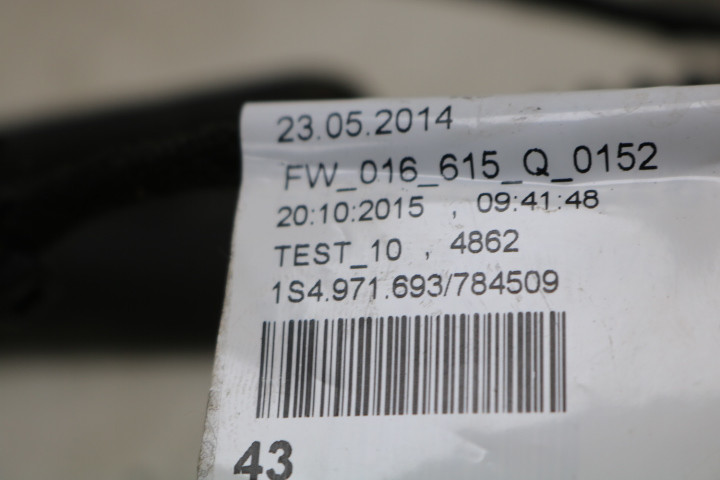 23.05.2014
FW_016_615_Q_0152
20:10:2015 , 09:41:48
TEST_10 , 4862
1S4.971.693/784509
43